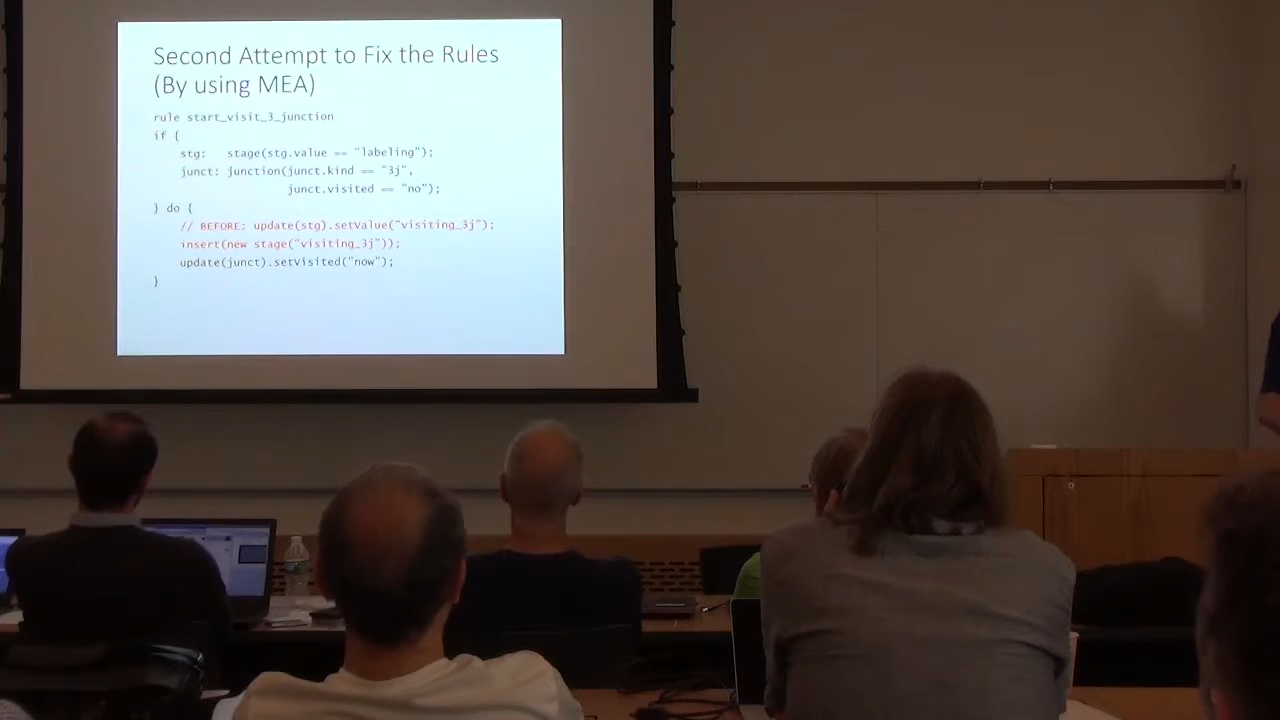 Second Attempt to Fix the Rules
(By using MEA)
rule start_visit_3_junction
if {
stg: stage(stg.value == "labeling");
junct: junction(junct.kind == "3j",
junct.visited == "no");
} do {
// BEFORE: update(stg).setValue("visiting_3j");
insert(new stage("visiting_3j"));
update(junct).setVisited("now");
}